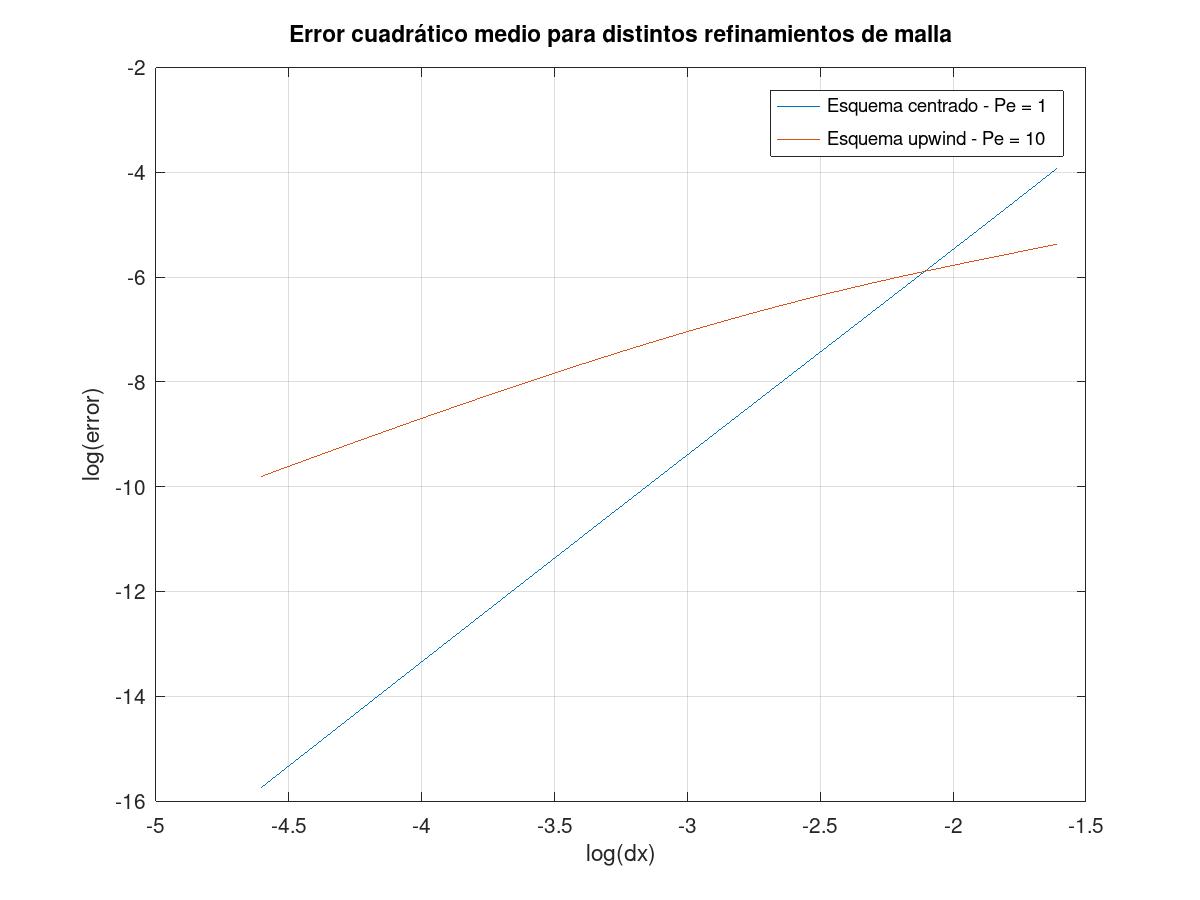 Error cuadrático medio para distintos refinamientos de malla
-2
Esquema centrado - Pe = 1
Esquema upwind - Pe = 10
-4
-6
-8
log(error)
-10
-12
-14
-16
-5 -4.5 -4 -3.5 -3 -2.5 -2 -1.5
log(dx)